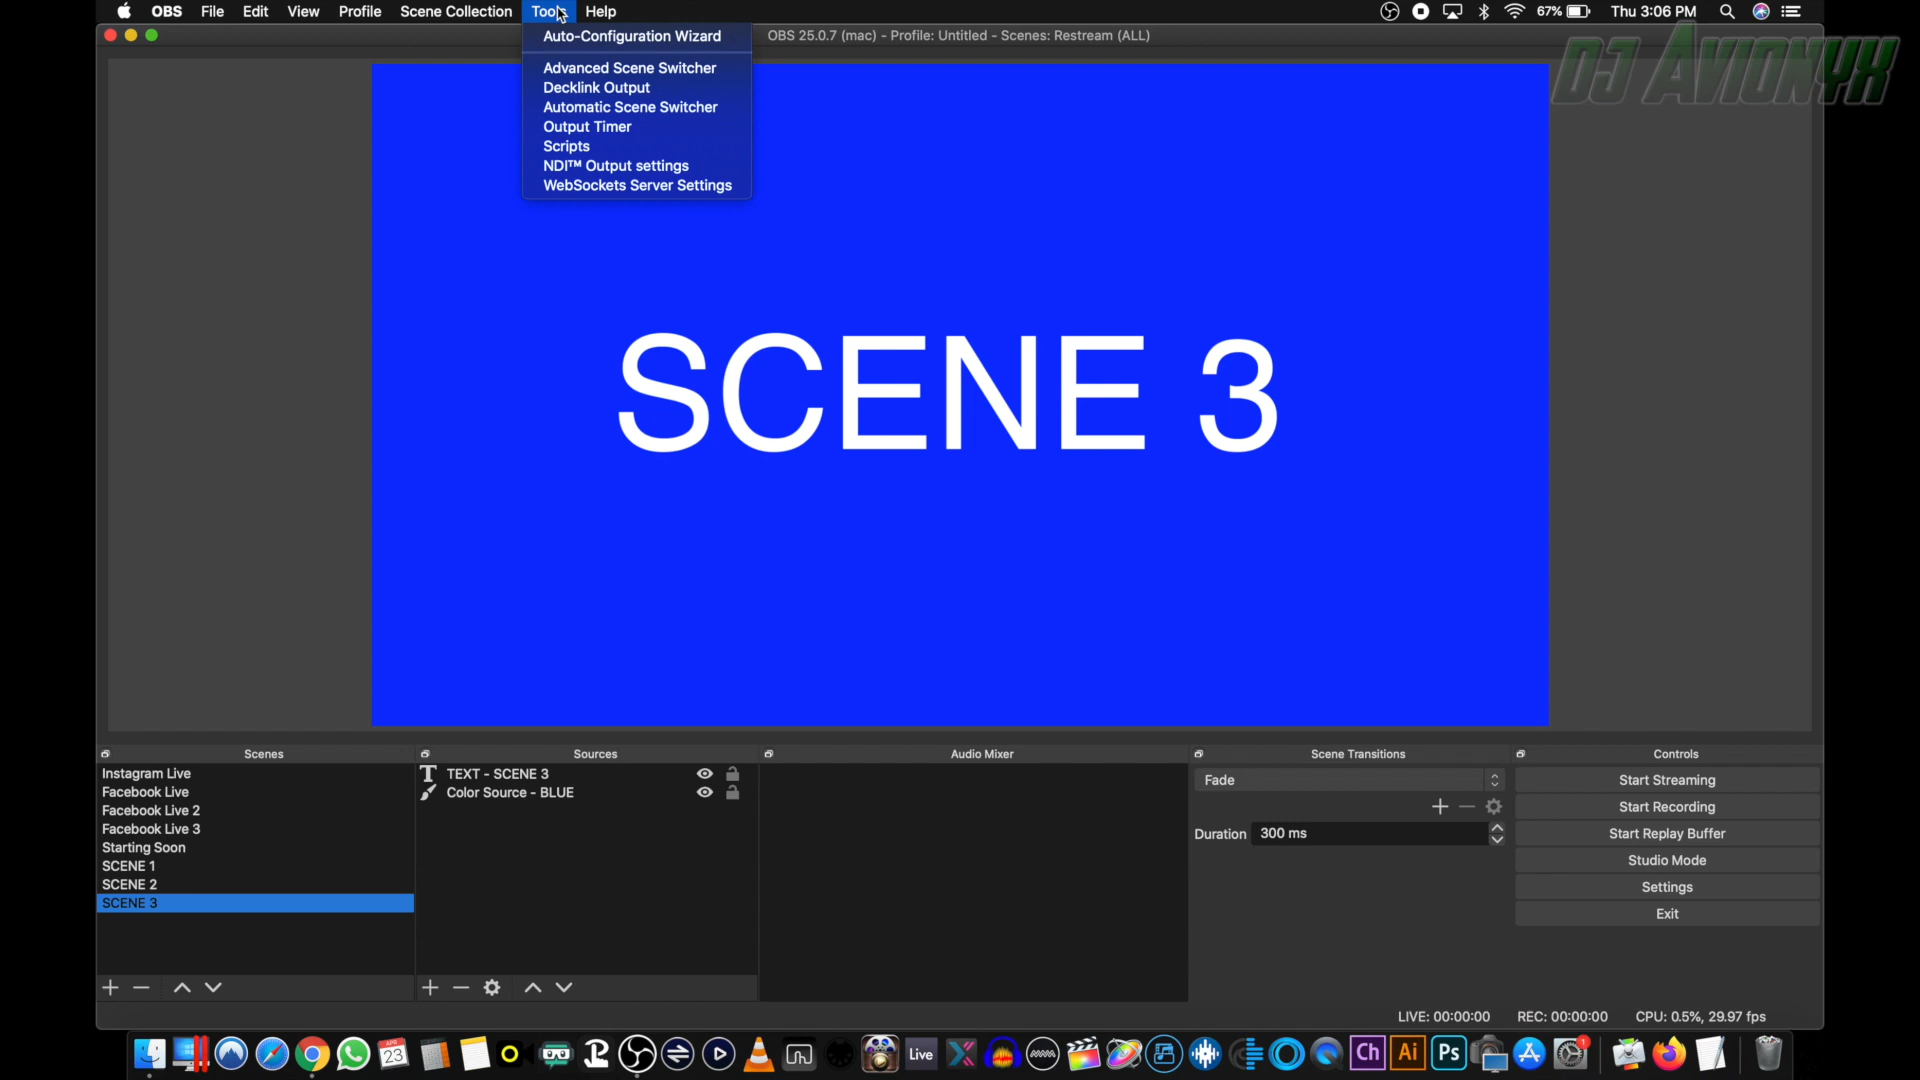 OBS File Edit View Profile Scene Collection Tools Help
67% Thu 3:06 PM
OBS 25.0.7 (mac) - Profile: Untitled - Scenes: Restream (ALL)
DJ AVIONYX
Auto-Configuration Wizard
Advanced Scene Switcher
Decklink Output
Automatic Scene Switcher
Output Timer
Scripts
NDI™ Output settings
WebSockets Server Settings
SCENE 3
Scenes
Instagram Live
Facebook Live
Facebook Live 2
Facebook Live 3
Starting Soon
SCENE 1
SCENE 2
SCENE 3
Sources
TEXT - SCENE 3
Color Source - BLUE
Audio Mixer
Scene Transitions
Fade
Duration 300 ms
Controls
Start Streaming
Start Recording
Start Replay Buffer
Studio Mode
Settings
Exit
LIVE: 00:00:00 REC: 00:00:00 CPU: 0.5%, 29.97 fps
APR
23
Live
Ch Ai Ps
1